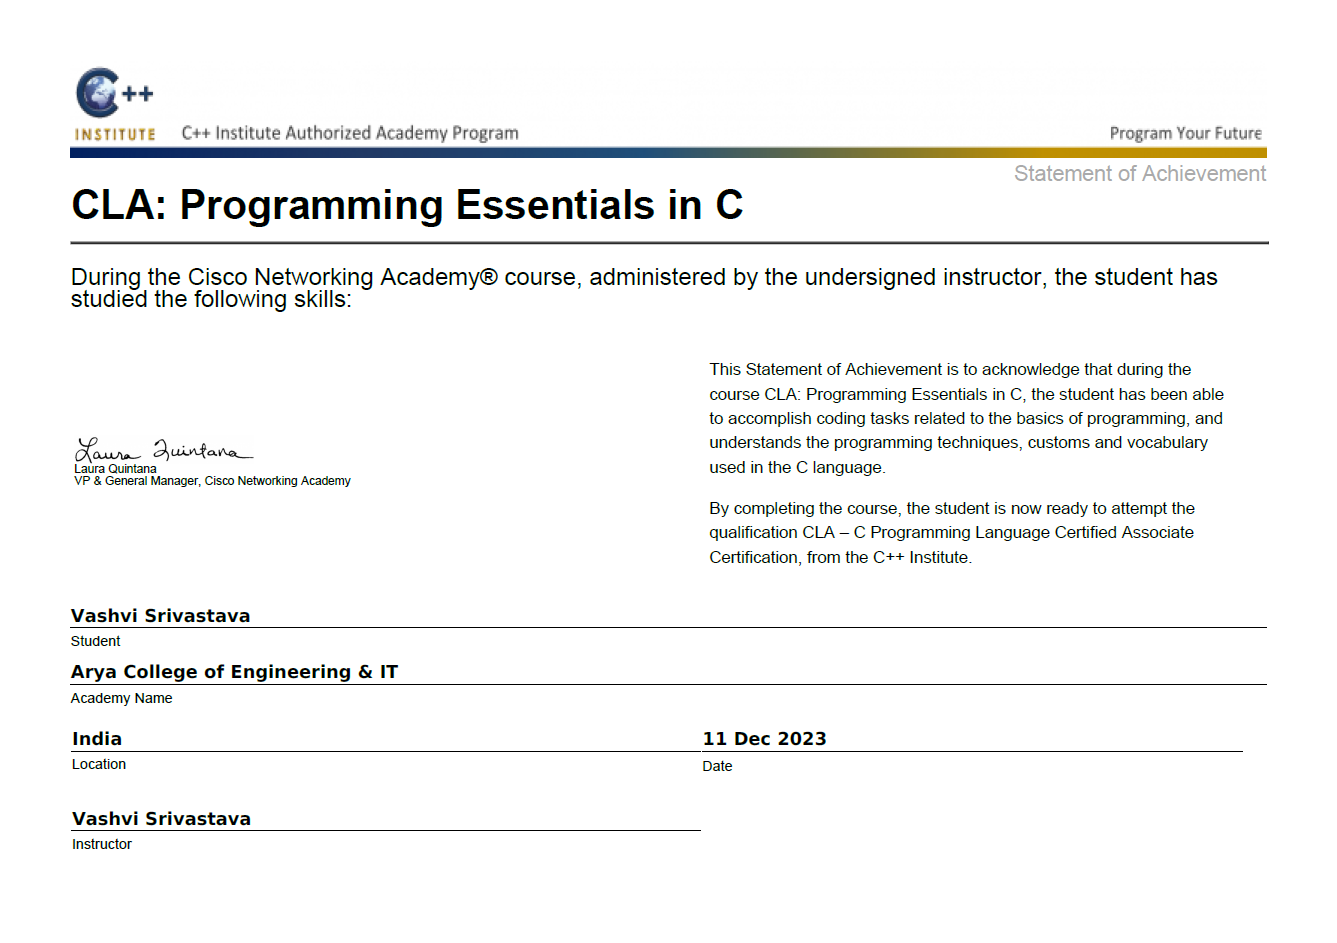 C++
INSTITUTE
C++ Institute Authorized Academy Program
Program Your Future
Statement of Achievement
CLA: Programming Essentials in C
During the Cisco Networking Academy® course, administered by the undersigned instructor, the student has
studied the following skills:
This Statement of Achievement is to acknowledge that during the
course CLA: Programming Essentials in C, the student has been able
to accomplish coding tasks related to the basics of programming, and
understands the programming techniques, customs and vocabulary
used in the C language.
By completing the course, the student is now ready to attempt the
qualification CLA – C Programming Language Certified Associate
Certification, from the C++ Institute.
Laura Quintana
Laura Quintana
VP & General Manager, Cisco Networking Academy
Vashvi Srivastava
Student
Arya College of Engineering & IT
Academy Name
India
Location
11 Dec 2023
Date
Vashvi Srivastava
Instructor